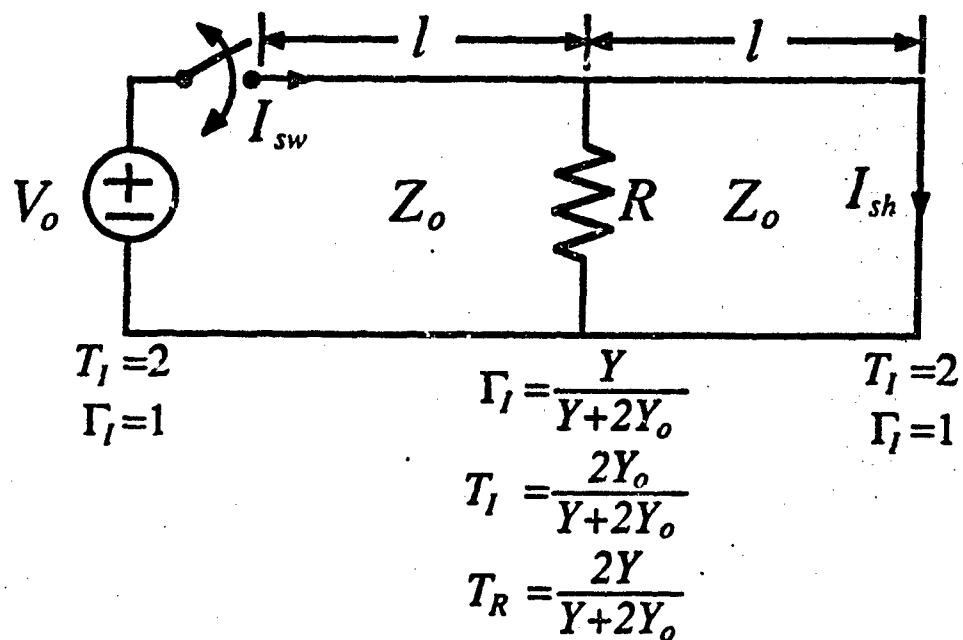 l l
I_sw
V_o + − Z_o R Z_o I_sh
T_I =2
Γ_I =1
Γ_I = Y / Y+2Y_o
T_I = 2Y_o / Y+2Y_o
T_R = 2Y / Y+2Y_o
T_I =2
Γ_I =1